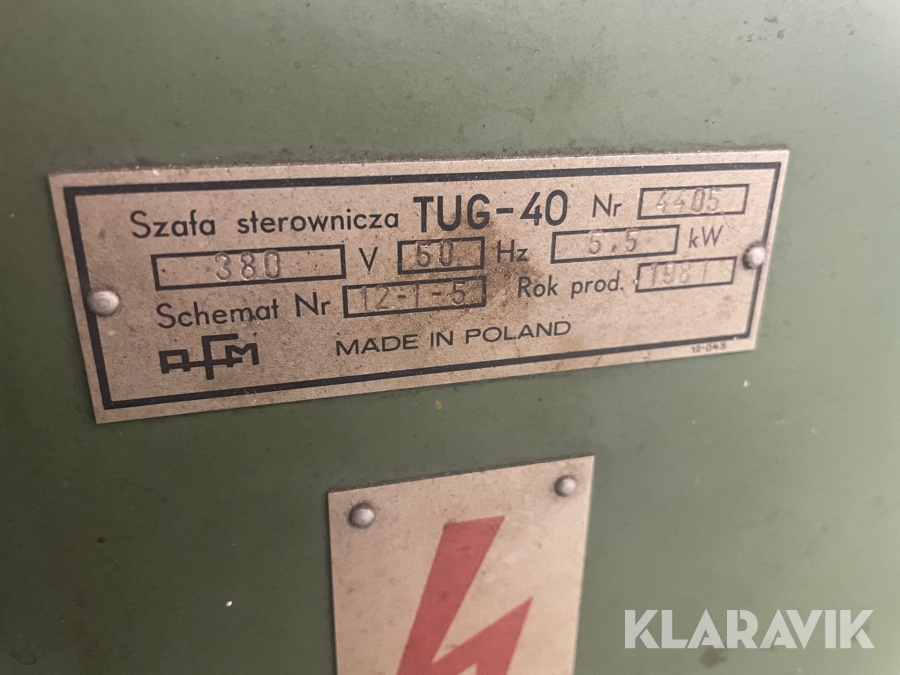 Szafa sterownicza TUG-40 Nr 4405
380 V 50 Hz 5,5 kW
Schemat Nr 12-1-5 Rok prod. 1981
AFM MADE IN POLAND
12-043
KLARAVIK